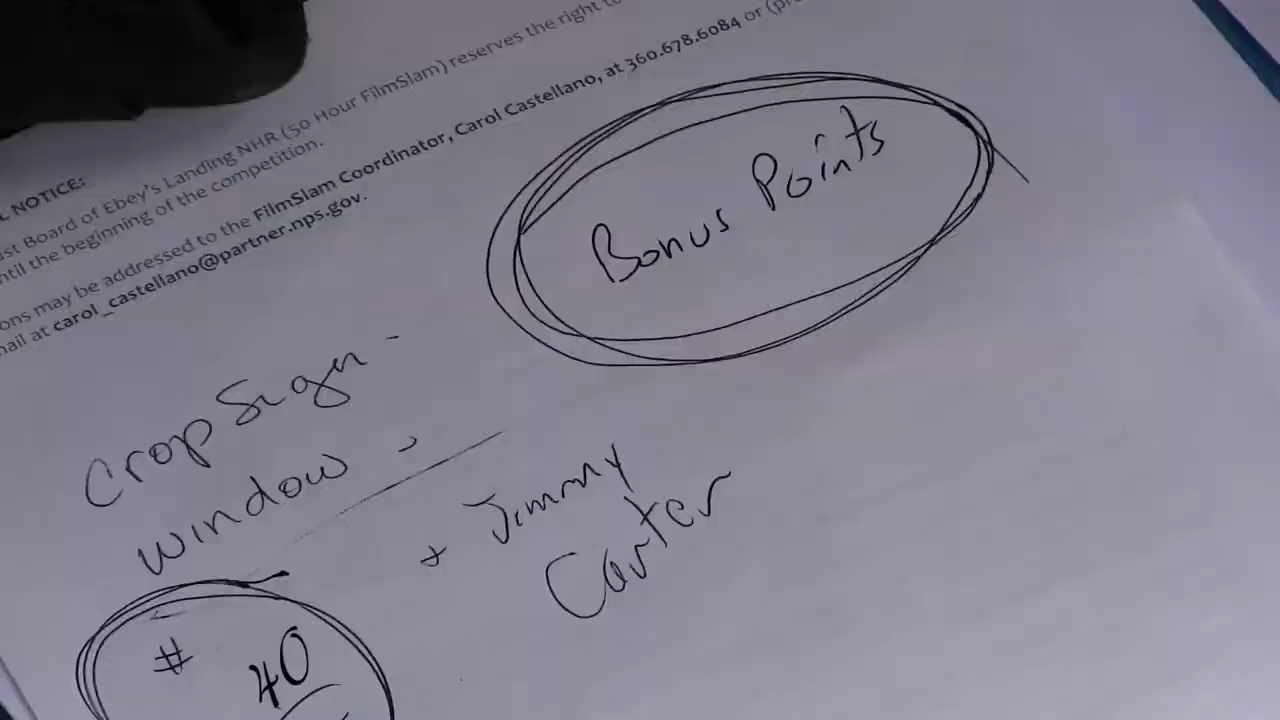 L NOTICE:
st Board of Ebey's Landing NHR (50 Hour FilmSlam) reserves the right to
ntil the beginning of the competition.
ons may be addressed to the FilmSlam Coordinator, Carol Castellano, at 360.678.6084 or
ail at carol_castellano@partner.nps.gov.
Bonus Points
Crop Sign -
window -
+ Jimmy
Carter
# 40